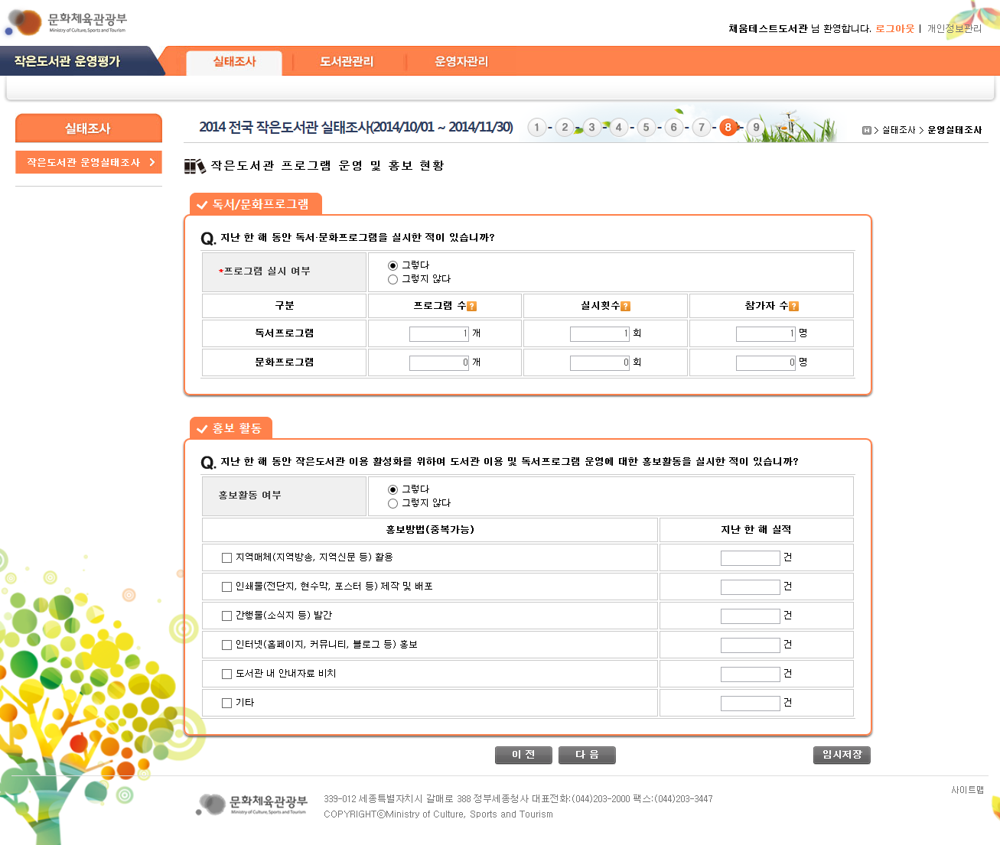 문화체육관광부
Ministry of Culture, Sports and Tourism
채움테스트도서관 님 환영합니다. 로그아웃 | 개인정보관리
작은도서관 운영평가
실태조사 도서관관리 운영자관리
실태조사
작은도서관 운영실태조사
2014 전국 작은도서관 실태조사(2014/10/01 ~ 2014/11/30)
1 - 2 - 3 - 4 - 5 - 6 - 7 - 8 - 9
H > 실태조사 > 운영실태조사
작은도서관 프로그램 운영 및 홍보 현황
독서/문화프로그램
Q. 지난 한 해 동안 독서·문화프로그램을 실시한 적이 있습니까?
*프로그램 실시 여부
그렇다
그렇지 않다
구분 프로그램 수? 실시횟수? 참가자 수?
독서프로그램 1 개 1 회 1 명
문화프로그램 0 개 0 회 0 명
홍보 활동
Q. 지난 한 해 동안 작은도서관 이용 활성화를 위하여 도서관 이용 및 독서프로그램 운영에 대한 홍보활동을 실시한 적이 있습니까?
홍보활동 여부
그렇다
그렇지 않다
홍보방법(중복가능) 지난 한 해 실적
지역매체(지역방송, 지역신문 등) 활용 건
인쇄물(전단지, 현수막, 포스터 등) 제작 및 배포 건
간행물(소식지 등) 발간 건
인터넷(홈페이지, 커뮤니티, 블로그 등) 홍보 건
도서관 내 안내자료 비치 건
기타 건
이 전 다 음 임시저장
사이트맵
문화체육관광부
Ministry of Culture, Sports and Tourism
339-012 세종특별자치시 갈매로 388 정부세종청사 대표전화:(044)203-2000 팩스:(044)203-3447
COPYRIGHTⓒMinistry of Culture, Sports and Tourism